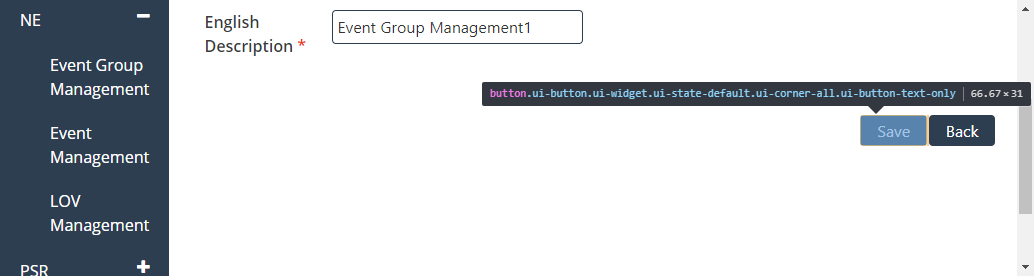 NE
Event Group
Management
Event
Management
LOV
Management
PSR
English
Description *
Event Group Management1
button.ui-button.ui-widget.ui-state-default.ui-corner-all.ui-button-text-only | 66.67×31
Save
Back